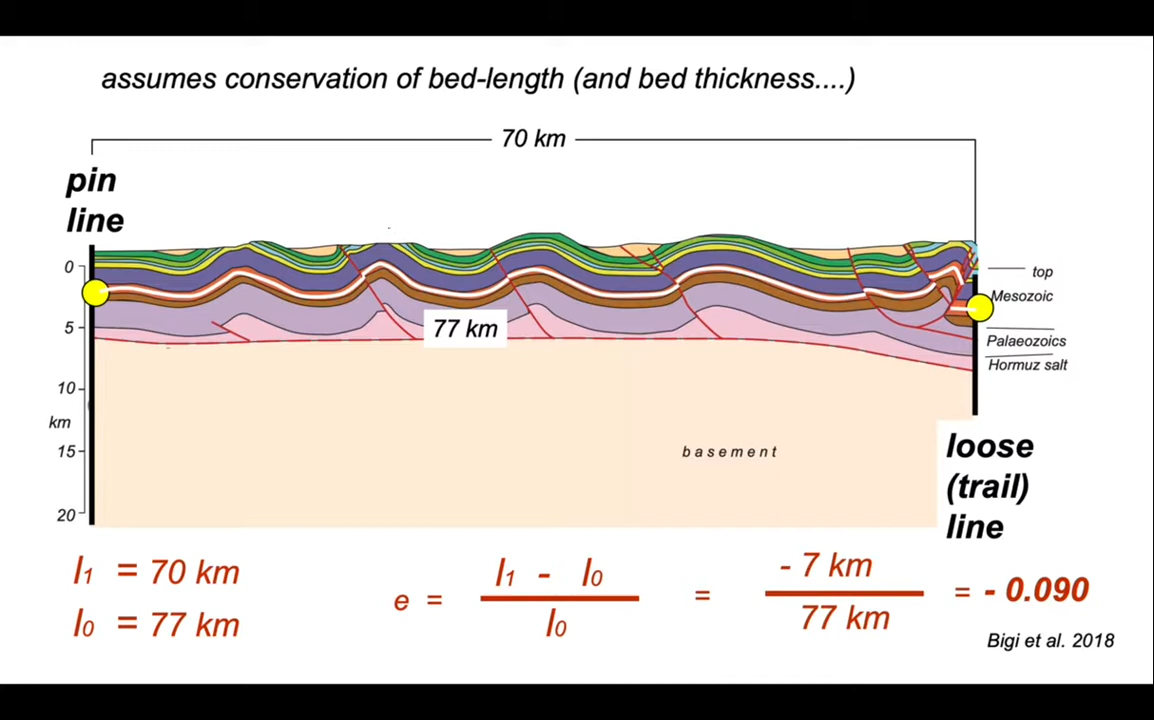 assumes conservation of bed-length (and bed thickness....)
70 km
pin
line
0
top
Mesozoic
5
77 km
Palaeozoics
Hormuz salt
10
km
15
basement
20
loose
(trail)
line
l₁ = 70 km
l₀ = 77 km
e = l₁ - l₀ / l₀ = - 7 km / 77 km = - 0.090
Bigi et al. 2018